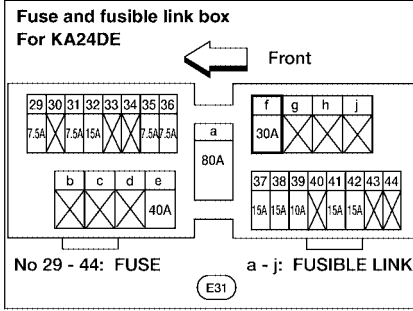 Fuse and fusible link box
For KA24DE
Front
29 30 31 32 33 34 35 36
7.5A 7.5A 15A 7.5A 7.5A
a
80A
f g h j
30A
b c d e
40A
37 38 39 40 41 42 43 44
15A 15A 10A 15A 15A
No 29 - 44: FUSE
a - j: FUSIBLE LINK
E31